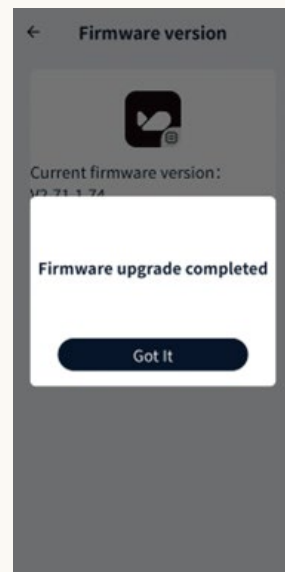 Firmware version
Current firmware version:
V2.71.1.74
Firmware upgrade completed
Got It